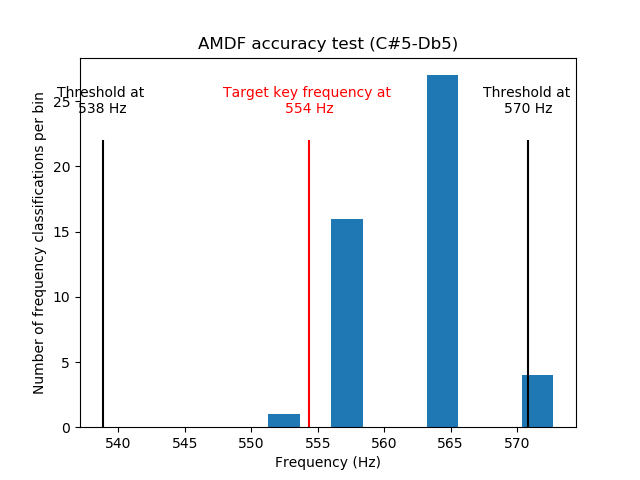 AMDF accuracy test (C#5-Db5)
Threshold at
538 Hz
Target key frequency at
554 Hz
Threshold at
570 Hz
Number of frequency classifications per bin
25
20
15
10
5
0
540
545
550
555
560
565
570
Frequency (Hz)